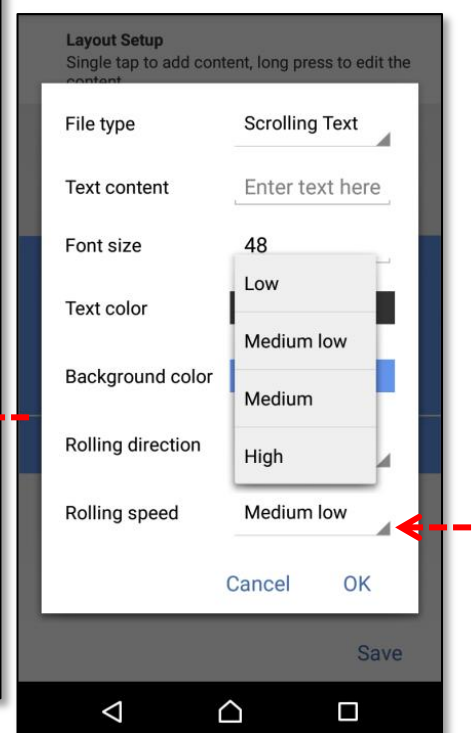 Layout Setup
Single tap to add content, long press to edit the
content
File type Scrolling Text
Text content Enter text here
Font size 48
Text color
Background color
Rolling direction
Low
Medium low
Medium
High
Rolling speed Medium low
Cancel OK
Save